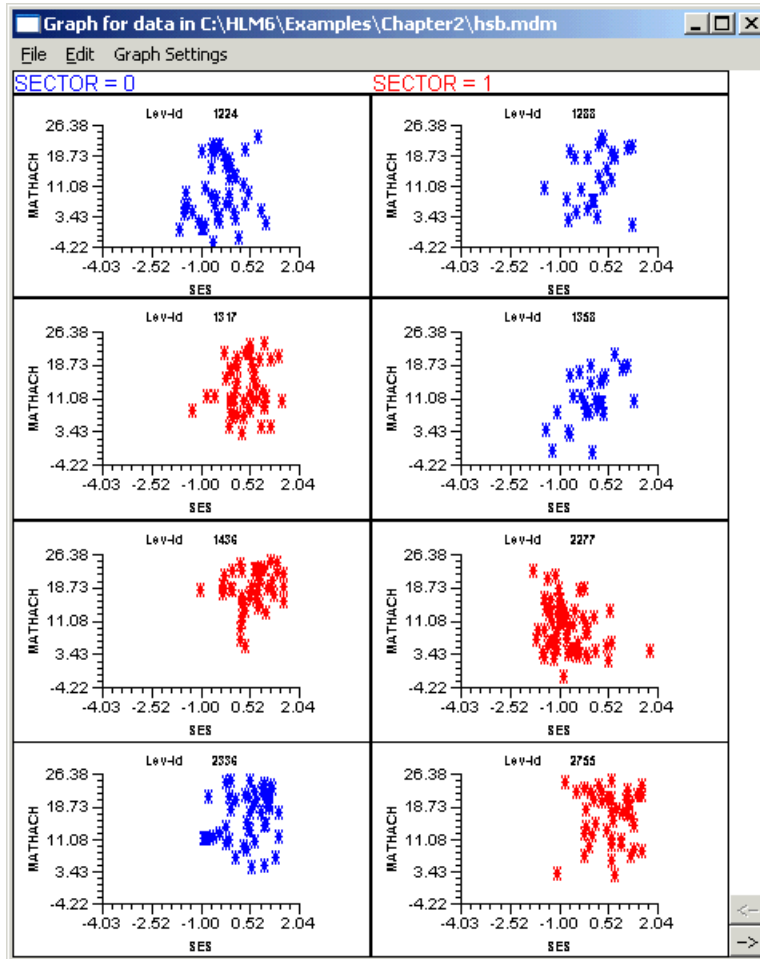 Graph for data in C:\HLM6\Examples\Chapter2\hsb.mdm
File Edit Graph Settings
SECTOR = 0 SECTOR = 1
Lev-id 1224
26.38
18.73
11.08
3.43
-4.22
MATHACH
-4.03 -2.52 -1.00 0.52 2.04
SES
Lev-id 1288
26.38
18.73
11.08
3.43
-4.22
MATHACH
-4.03 -2.52 -1.00 0.52 2.04
SES
Lev-id 1317
26.38
18.73
11.08
3.43
-4.22
MATHACH
-4.03 -2.52 -1.00 0.52 2.04
SES
Lev-id 1358
26.38
18.73
11.08
3.43
-4.22
MATHACH
-4.03 -2.52 -1.00 0.52 2.04
SES
Lev-id 1436
26.38
18.73
11.08
3.43
-4.22
MATHACH
-4.03 -2.52 -1.00 0.52 2.04
SES
Lev-id 2277
26.38
18.73
11.08
3.43
-4.22
MATHACH
-4.03 -2.52 -1.00 0.52 2.04
SES
Lev-id 2336
26.38
18.73
11.08
3.43
-4.22
MATHACH
-4.03 -2.52 -1.00 0.52 2.04
SES
Lev-id 2755
26.38
18.73
11.08
3.43
-4.22
MATHACH
-4.03 -2.52 -1.00 0.52 2.04
SES
<-
->